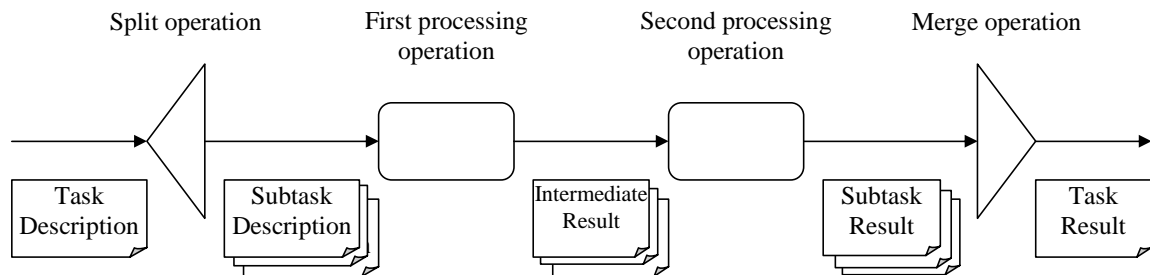 Split operation
First processing
operation
Second processing
operation
Merge operation
Task
Description
Subtask
Description
Intermediate
Result
Subtask
Result
Task
Result